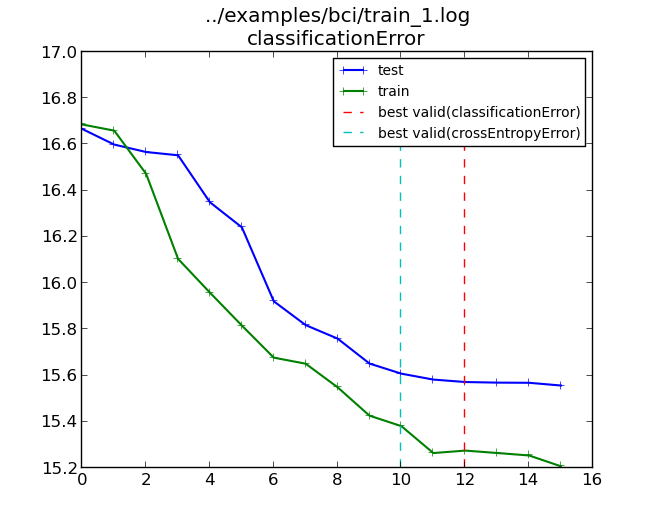 ../examples/bci/train_1.log
classificationError
17.0
16.8
16.6
16.4
16.2
16.0
15.8
15.6
15.4
15.2
test
train
best valid(classificationError)
best valid(crossEntropyError)
0 2 4 6 8 10 12 14 16